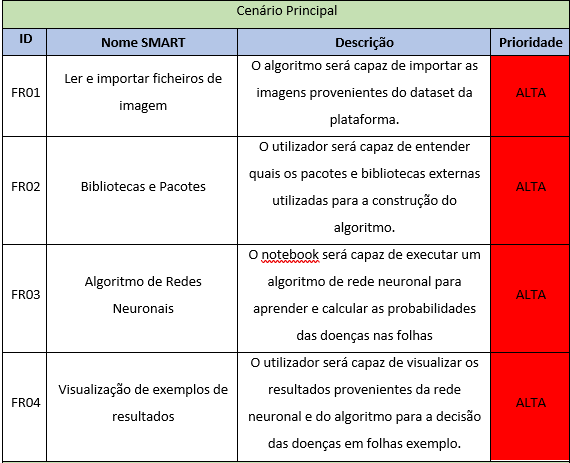 Cenário Principal
ID
Nome SMART
Descrição
Prioridade
FR01
Ler e importar ficheiros de
imagem
O algoritmo será capaz de importar as
imagens provenientes do dataset da
plataforma.
ALTA
FR02
Bibliotecas e Pacotes
O utilizador será capaz de entender
quais os pacotes e bibliotecas externas
utilizadas para a construção do
algoritmo.
ALTA
FR03
Algoritmo de Redes
Neuronais
O notebook será capaz de executar um
algoritmo de rede neuronal para
aprender e calcular as probabilidades
das doenças nas folhas
ALTA
FR04
Visualização de exemplos de
resultados
O utilizador será capaz de visualizar os
resultados provenientes da rede
neuronal e do algoritmo para a decisão
das doenças em folhas exemplo.
ALTA